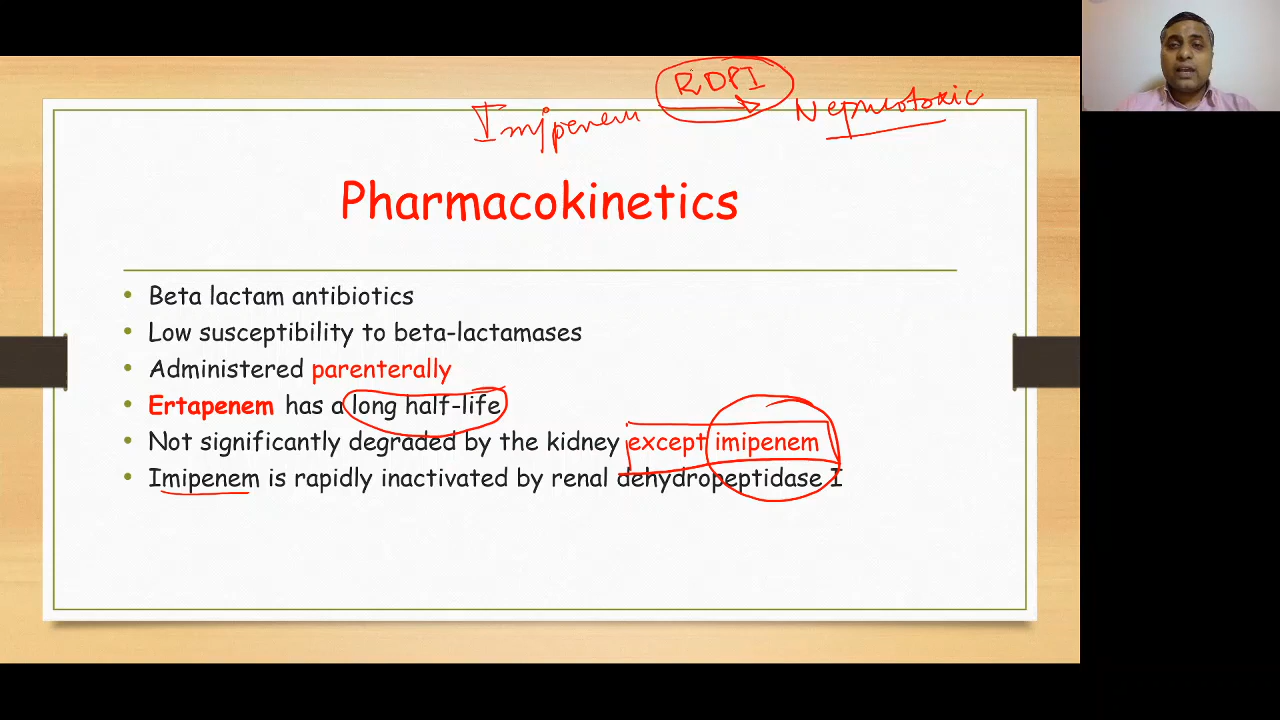 RDPI
Imipenem Nephrotoxic
Pharmacokinetics
• Beta lactam antibiotics
• Low susceptibility to beta-lactamases
• Administered parenterally
• Ertapenem has a long half-life
• Not significantly degraded by the kidney except imipenem
• Imipenem is rapidly inactivated by renal dehydropeptidase I